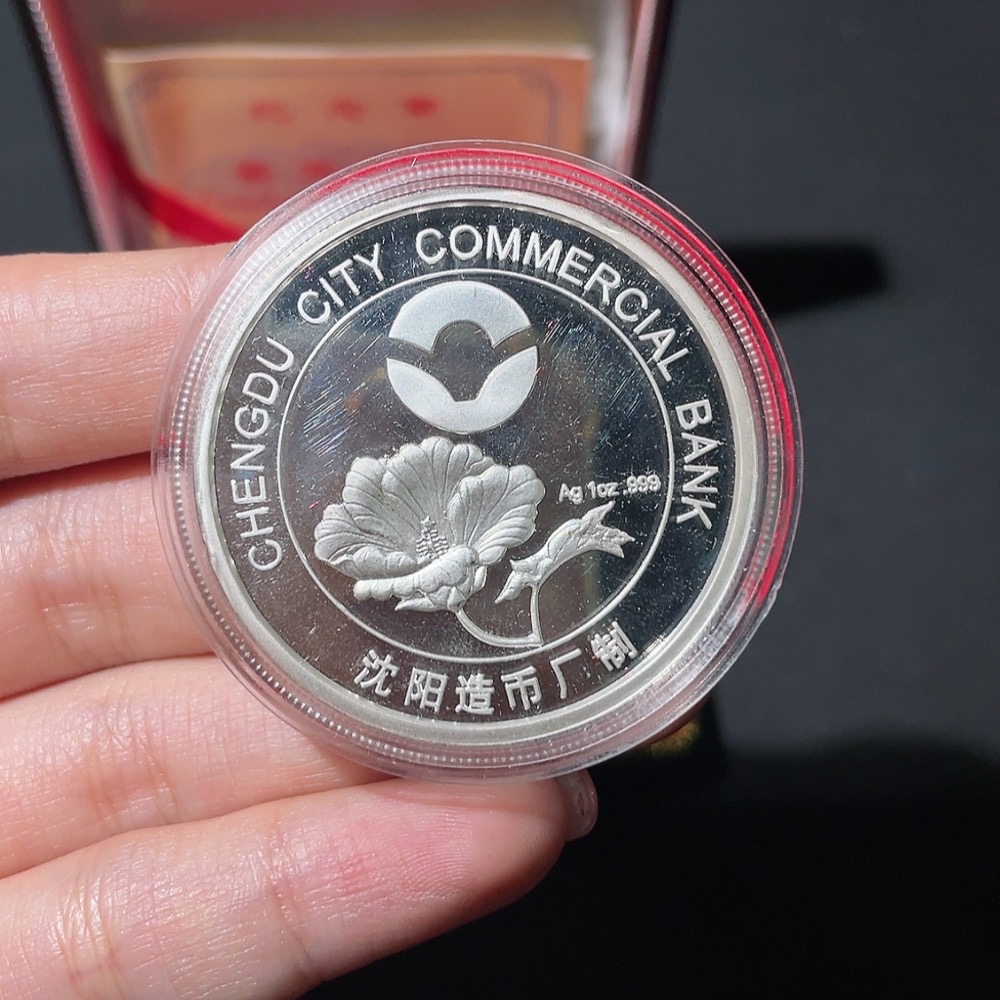 CHENGDU CITY COMMERCIAL BANK
Ag 1oz .999
沈阳造币厂制